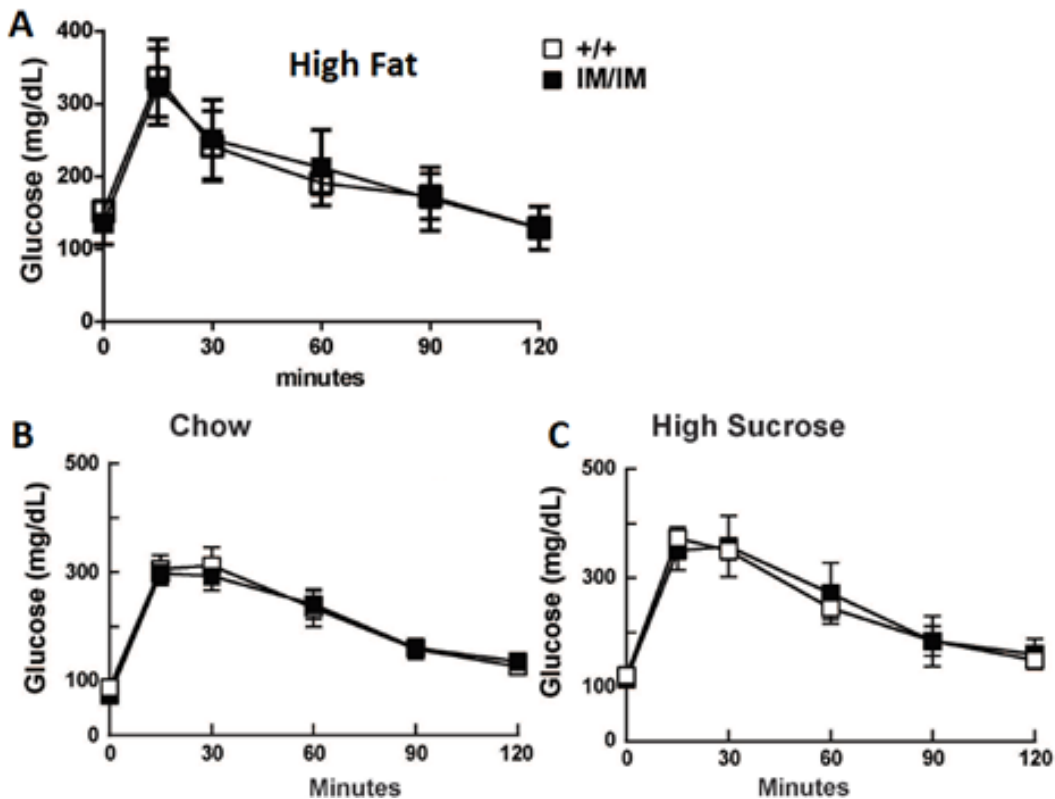 A
High Fat
+/+
IM/IM
Glucose (mg/dL)
400
300
200
100
0
0 30 60 90 120
minutes
B
Chow
Glucose (mg/dL)
500
300
100
0
0 30 60 90 120
Minutes
C
High Sucrose
Glucose (mg/dL)
500
300
100
0
0 30 60 90 120
Minutes